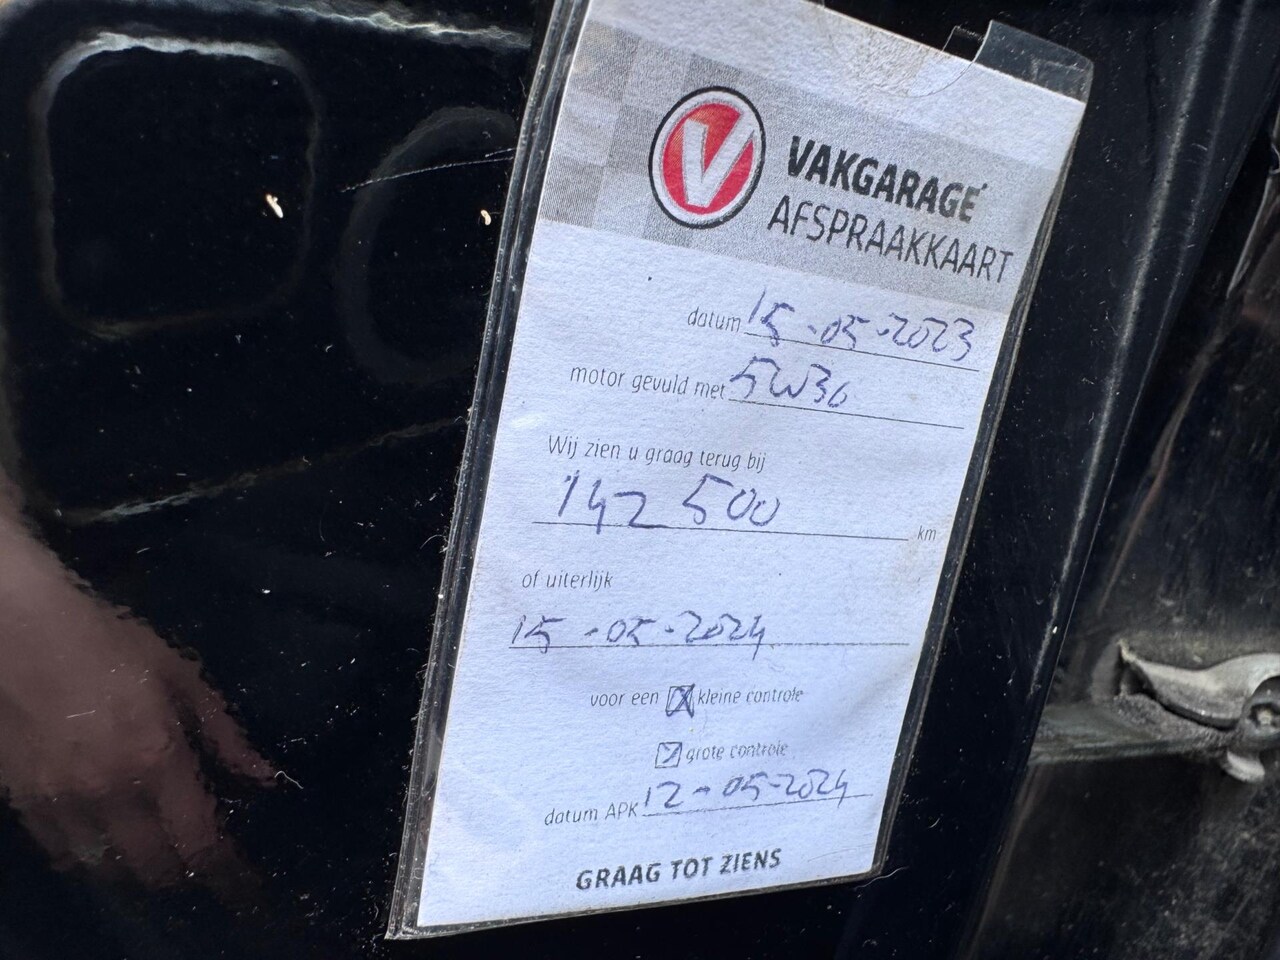 V
VAKGARAGE
AFSPRAAKKAART
datum 15-05-2023
motor gevuld met 5W30
Wij zien u graag terug bij
142 500 km
of uiterlijk
15-05-2024
voor een kleine controle
grote controle
datum APK 12-05-2024
GRAAG TOT ZIENS